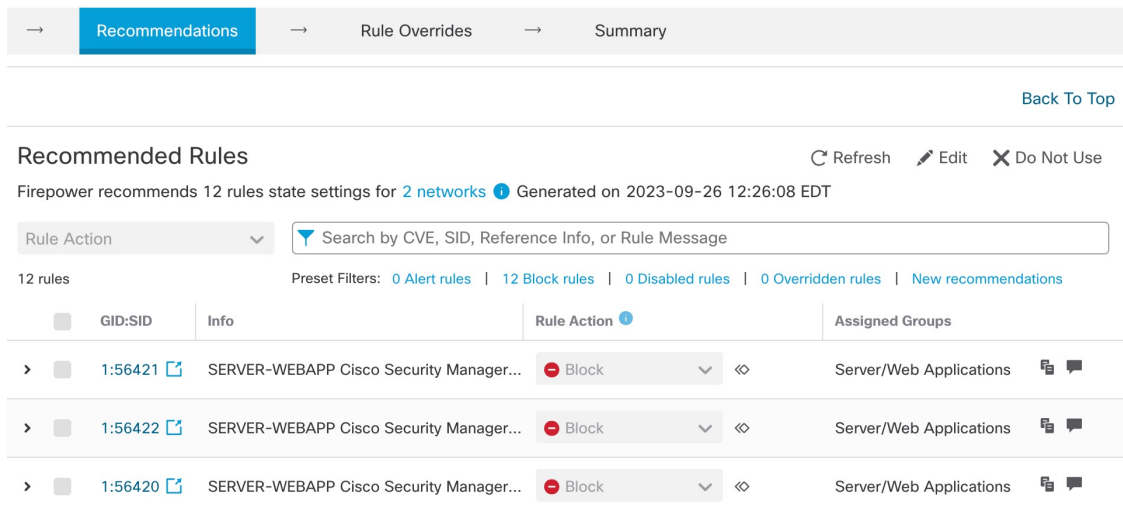 → Recommendations → Rule Overrides → Summary
Back To Top
Recommended Rules
Refresh Edit Do Not Use
Firepower recommends 12 rules state settings for 2 networks Generated on 2023-09-26 12:26:08 EDT
Rule Action Search by CVE, SID, Reference Info, or Rule Message
12 rules Preset Filters: 0 Alert rules | 12 Block rules | 0 Disabled rules | 0 Overridden rules | New recommendations
GID:SID Info Rule Action Assigned Groups
1:56421 SERVER-WEBAPP Cisco Security Manager... Block Server/Web Applications
1:56422 SERVER-WEBAPP Cisco Security Manager... Block Server/Web Applications
1:56420 SERVER-WEBAPP Cisco Security Manager... Block Server/Web Applications